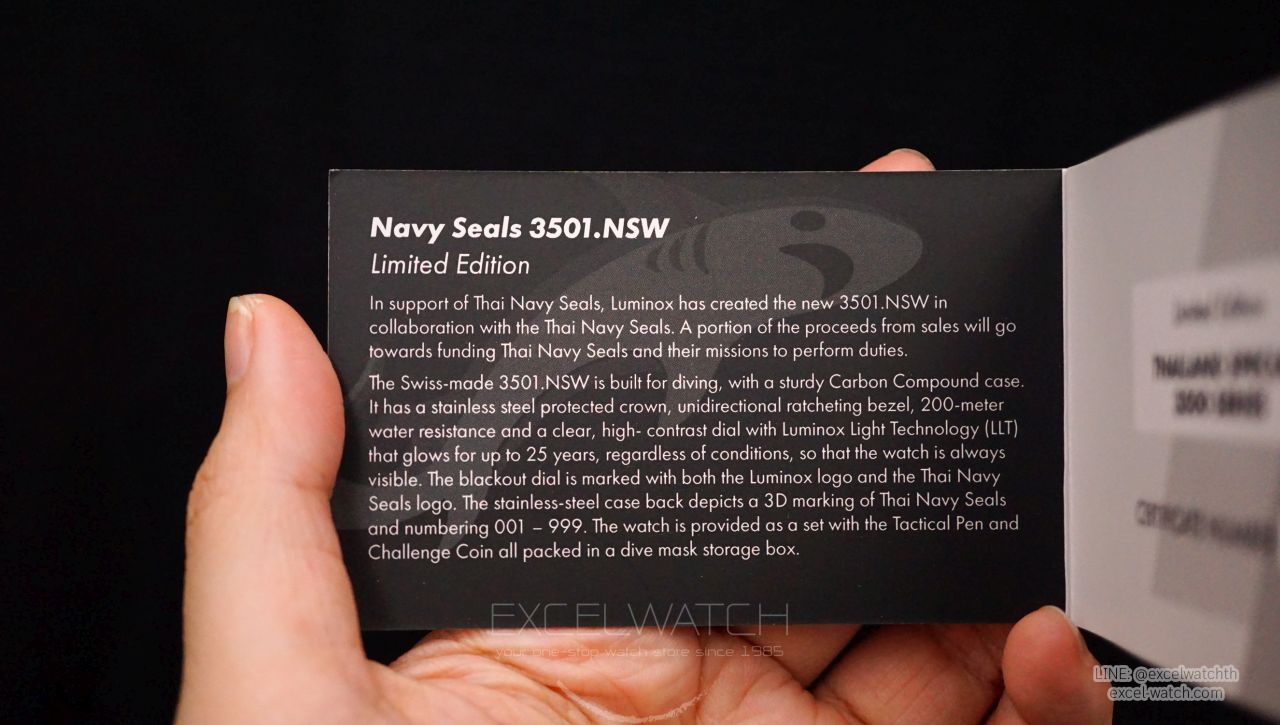 Navy Seals 3501.NSW
Limited Edition
In support of Thai Navy Seals, Luminox has created the new 3501.NSW in
collaboration with the Thai Navy Seals. A portion of the proceeds from sales will go
towards funding Thai Navy Seals and their missions to perform duties.
The Swiss-made 3501.NSW is built for diving, with a sturdy Carbon Compound case.
It has a stainless steel protected crown, unidirectional ratcheting bezel, 200-meter
water resistance and a clear, high- contrast dial with Luminox Light Technology (LLT)
that glows for up to 25 years, regardless of conditions, so that the watch is always
visible. The blackout dial is marked with both the Luminox logo and the Thai Navy
Seals logo. The stainless-steel case back depicts a 3D marking of Thai Navy Seals
and numbering 001 – 999. The watch is provided as a set with the Tactical Pen and
Challenge Coin all packed in a dive mask storage box.
EXCELWATCH
your one-stop watch store since 1985
Limited Edition
LINE: @excelwatchth
excel-watch.com